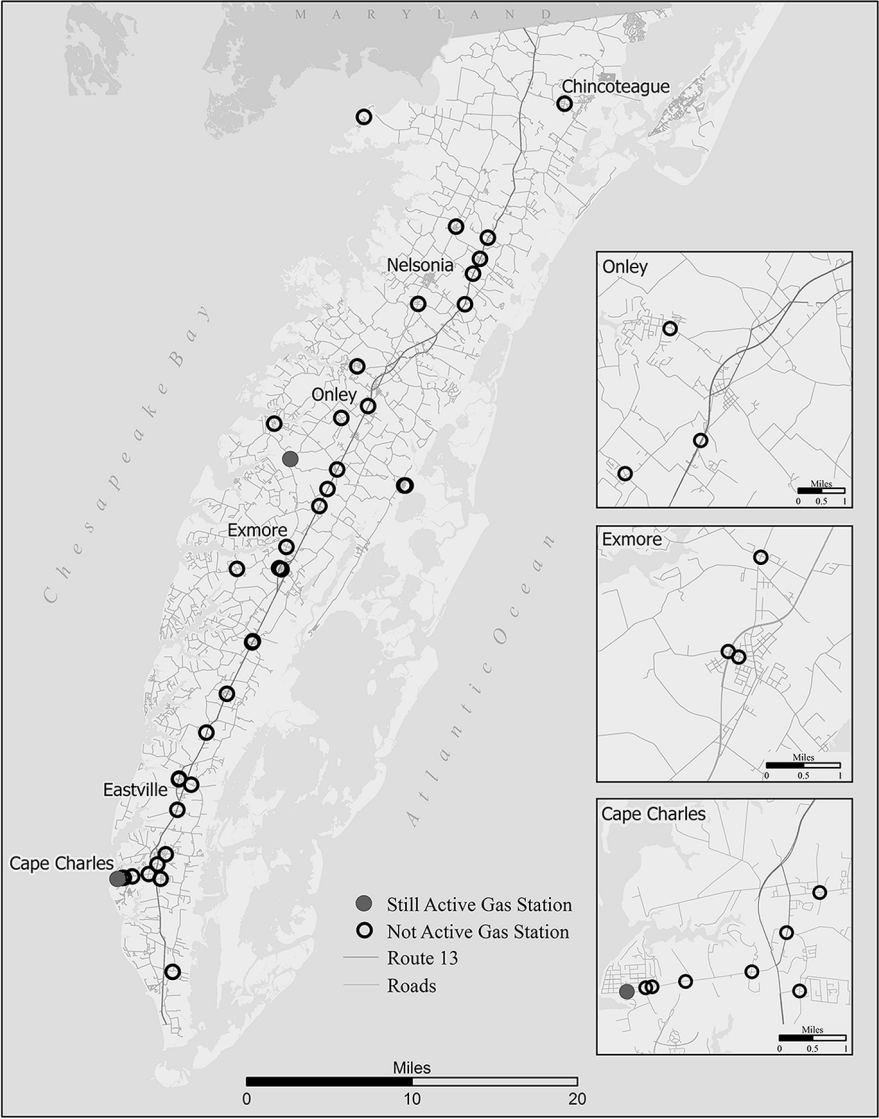 MARYLAND
Chincoteague
Nelsonia
Chesapeake Bay
Onley
Exmore
Atlantic Ocean
Eastville
Cape Charles
Still Active Gas Station
Not Active Gas Station
Route 13
Roads
Miles
0 10 20
Onley
Miles
0 0.5 1
Exmore
Miles
0 0.5 1
Cape Charles
Miles
0 0.5 1